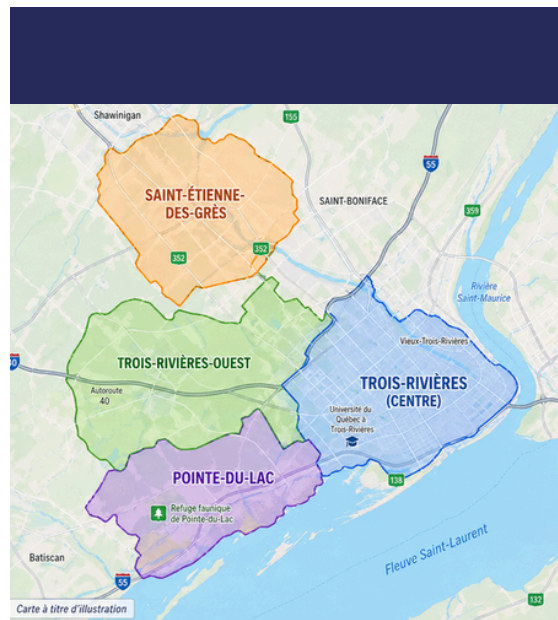 Shawinigan
155
55
SAINT-ÉTIENNE-
DES-GRÈS
SAINT-BONIFACE
359
352
352
Rivière
Saint-Maurice
Vieux-Trois-Rivières
TROIS-RIVIÈRES-OUEST
40
TROIS-RIVIÈRES
(CENTRE)
Autoroute
40
Université du
Québec à
Trois-Rivières
POINTE-DU-LAC
138
Refuge faunique
de Pointe-du-Lac
Fleuve Saint-Laurent
Batiscan
55
132
Carte à titre d'illustration